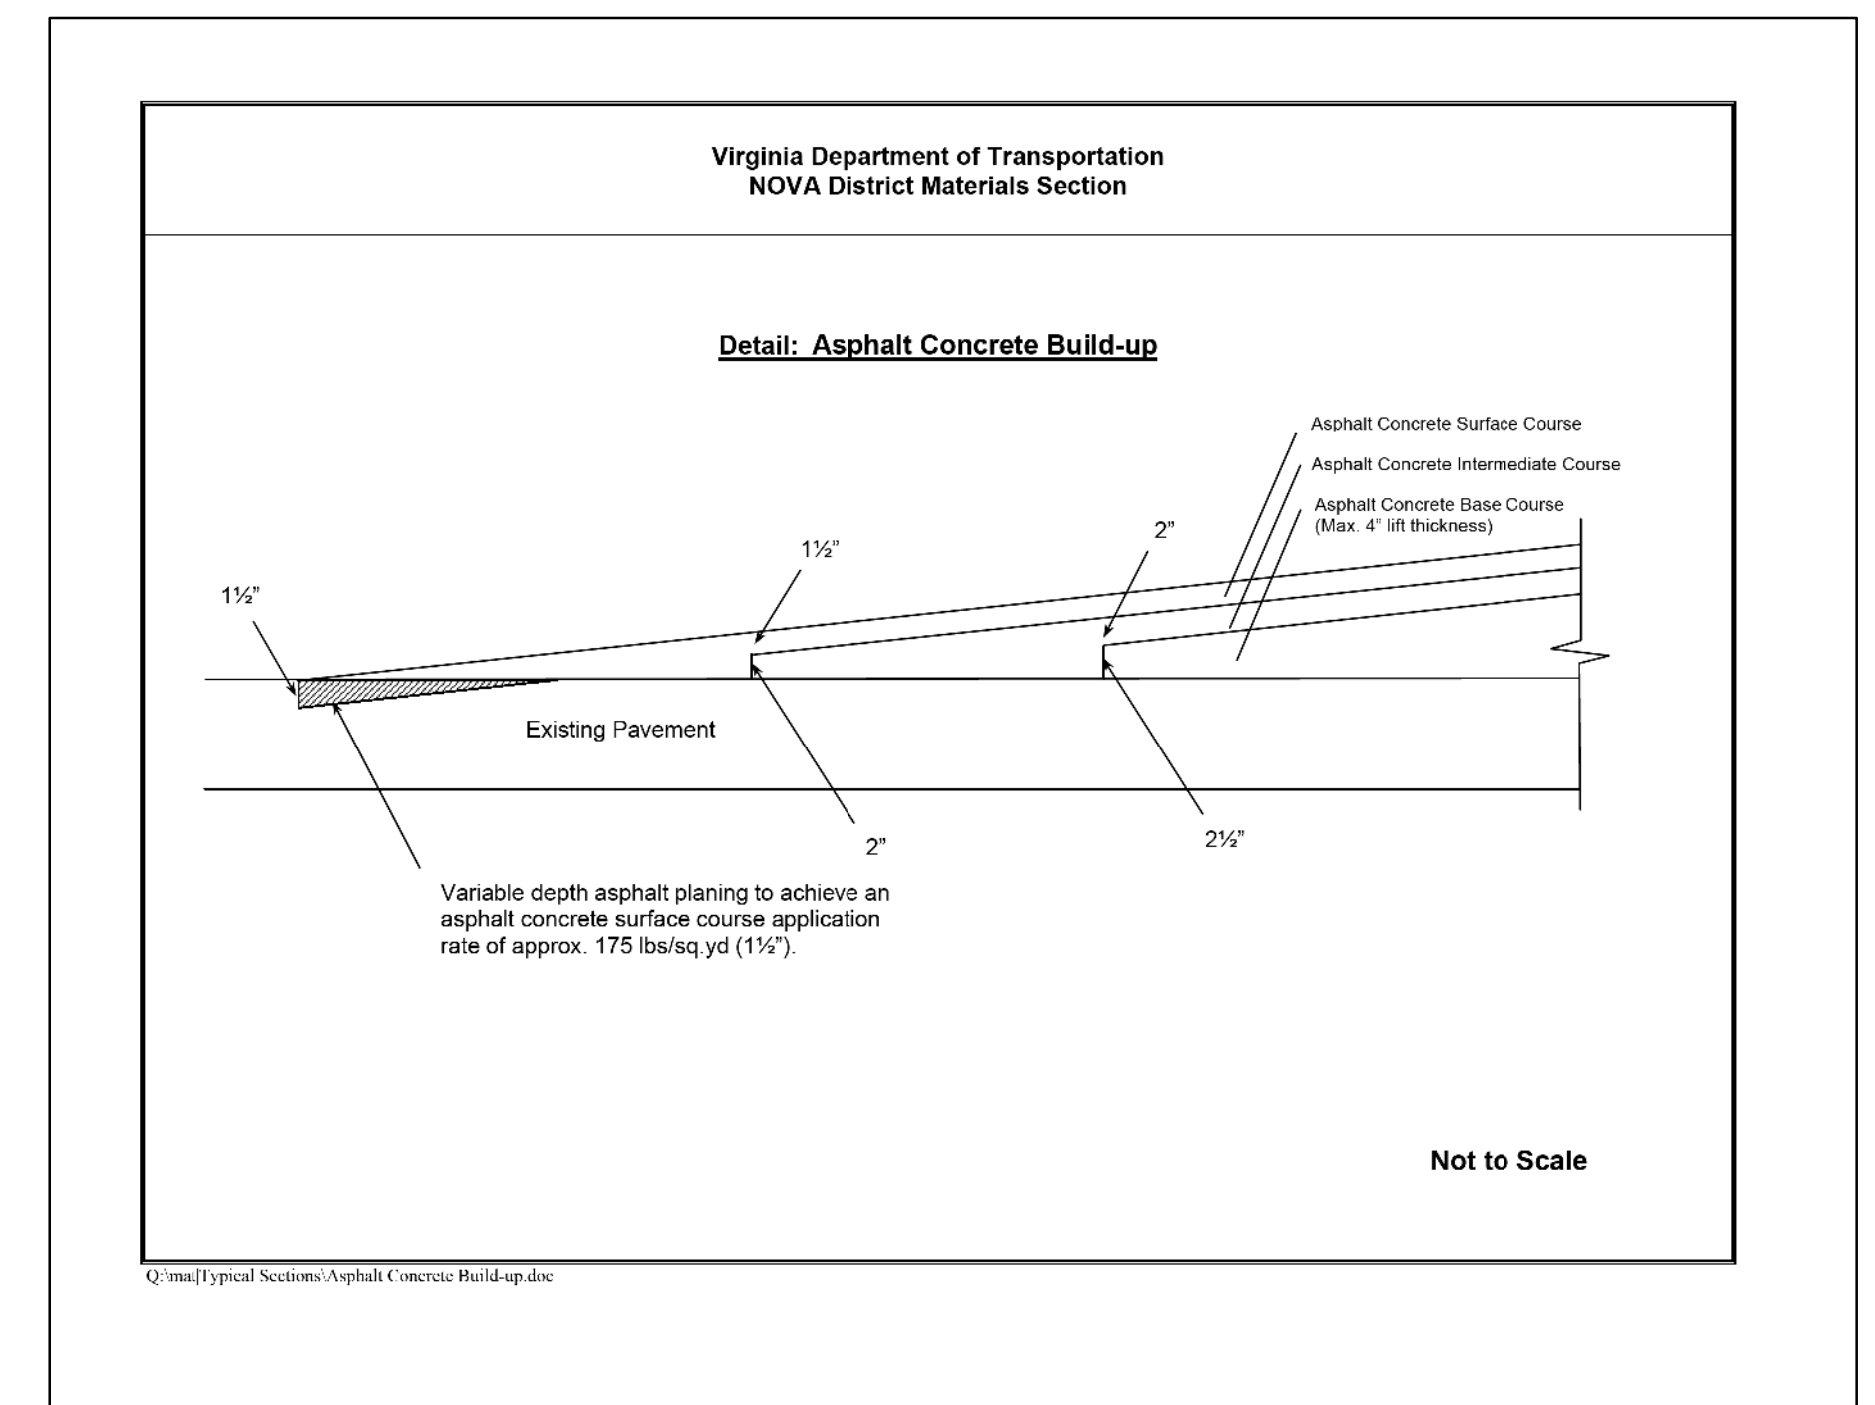 Virginia Department of Transportation
NOVA District Materials Section
Detail:  Asphalt Concrete Build-up
Asphalt Concrete Surface Course
Asphalt Concrete Intermediate Course
Asphalt Concrete Base Course
(Max. 4” lift thickness)
2”
1½”
1½”
Existing Pavement
2½”
2”
Variable depth asphalt planing to achieve an
asphalt concrete surface course application
rate of approx. 175 lbs/sq.yd (1½”).
Not to Scale
Q:\mat|Typical Sections\Asphalt Concrete Build-up.doc